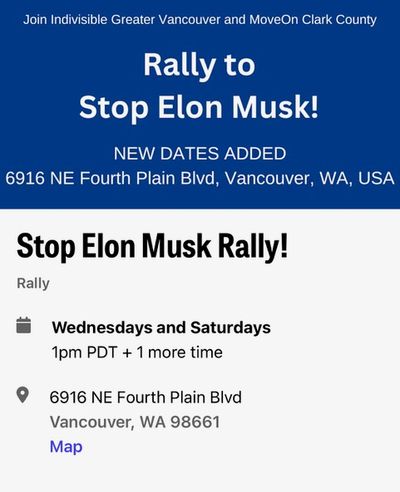 Join Indivisible Greater Vancouver and MoveOn Clark County
Rally to
Stop Elon Musk!
NEW DATES ADDED
6916 NE Fourth Plain Blvd, Vancouver, WA, USA
Stop Elon Musk Rally!
Rally
Wednesdays and Saturdays
1pm PDT + 1 more time
6916 NE Fourth Plain Blvd
Vancouver, WA 98661
Map